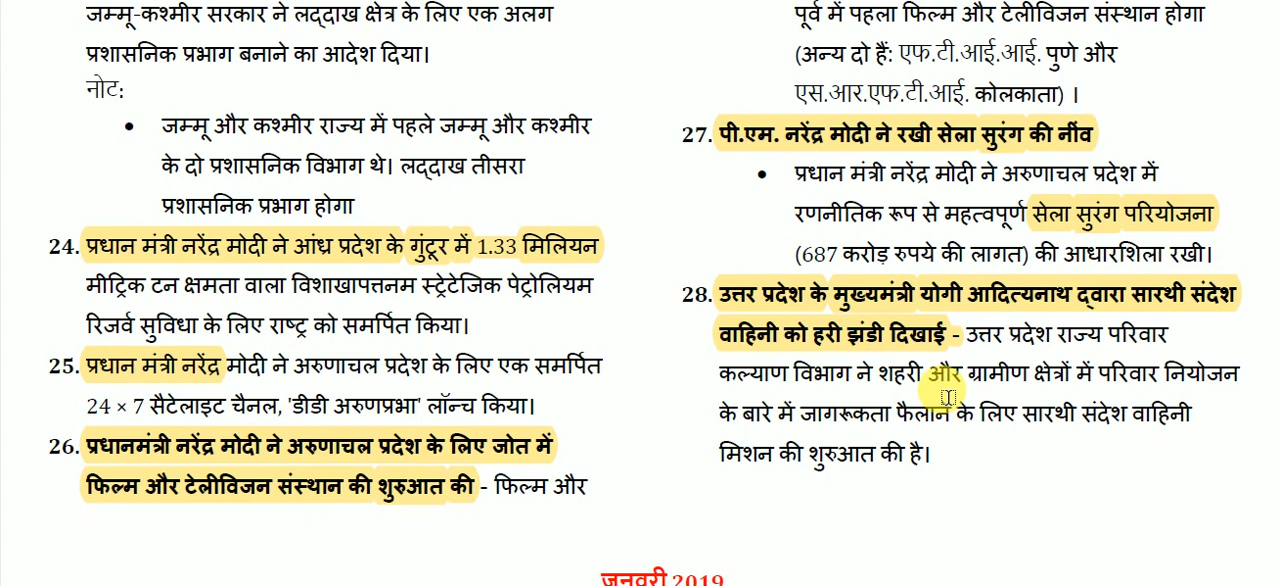 जम्मू-कश्मीर सरकार ने लद्दाख क्षेत्र के लिए एक अलग
प्रशासनिक प्रभाग बनाने का आदेश दिया।
नोट:
• जम्मू और कश्मीर राज्य में पहले जम्मू और कश्मीर
के दो प्रशासनिक विभाग थे। लद्दाख तीसरा
प्रशासनिक प्रभाग होगा
24. प्रधान मंत्री नरेंद्र मोदी ने आंध्र प्रदेश के गुंटूर में 1.33 मिलियन
मीट्रिक टन क्षमता वाला विशाखापत्तनम स्ट्रेटेजिक पेट्रोलियम
रिजर्व सुविधा के लिए राष्ट्र को समर्पित किया।
25. प्रधान मंत्री नरेंद्र मोदी ने अरुणाचल प्रदेश के लिए एक समर्पित
24 × 7 सैटेलाइट चैनल, 'डीडी अरुणप्रभा' लॉन्च किया।
26. प्रधानमंत्री नरेंद्र मोदी ने अरुणाचल प्रदेश के लिए जोत में
फिल्म और टेलीविजन संस्थान की शुरुआत की - फिल्म और
पूर्व में पहला फिल्म और टेलीविजन संस्थान होगा
(अन्य दो हैं: एफ.टी.आई.आई. पुणे और
एस.आर.एफ.टी.आई. कोलकाता) ।
27. पी.एम. नरेंद्र मोदी ने रखी सेला सुरंग की नींव
• प्रधान मंत्री नरेंद्र मोदी ने अरुणाचल प्रदेश में
रणनीतिक रूप से महत्वपूर्ण सेला सुरंग परियोजना
(687 करोड़ रुपये की लागत) की आधारशिला रखी।
28. उत्तर प्रदेश के मुख्यमंत्री योगी आदित्यनाथ द्वारा सारथी संदेश
वाहिनी को हरी झंडी दिखाई - उत्तर प्रदेश राज्य परिवार
कल्याण विभाग ने शहरी और ग्रामीण क्षेत्रों में परिवार नियोजन
के बारे में जागरूकता फैलाने के लिए सारथी संदेश वाहिनी
मिशन की शुरुआत की है।
जनवरी 2019